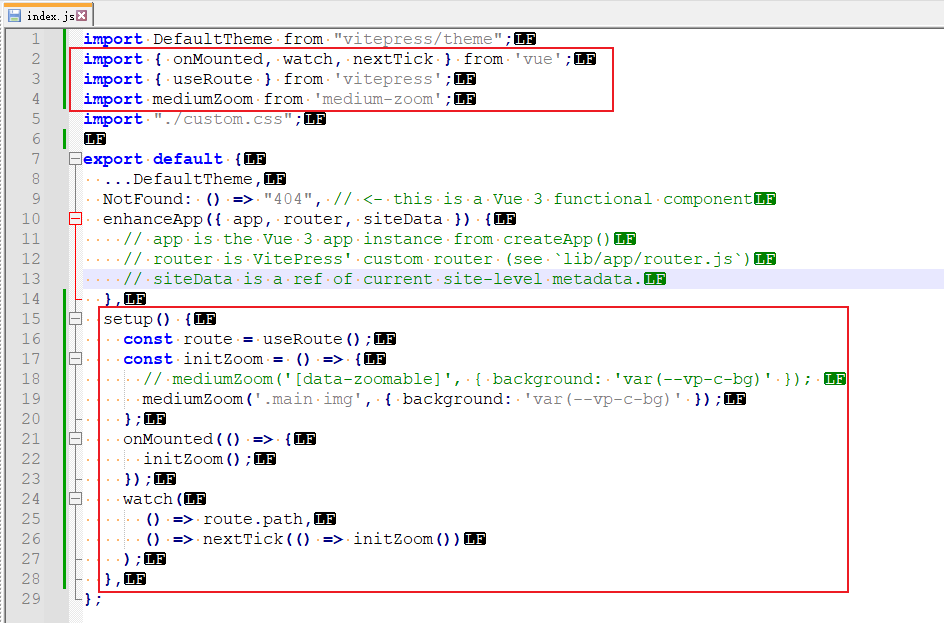 index.js
1 import DefaultTheme from "vitepress/theme";LF
2 import { onMounted, watch, nextTick } from 'vue';LF
3 import { useRoute } from 'vitepress';LF
4 import mediumZoom from 'medium-zoom';LF
5 import "./custom.css";LF
6 LF
7 export default {LF
8   ...DefaultTheme,LF
9   NotFound: () => "404", // <- this is a Vue 3 functional componentLF
10   enhanceApp({ app, router, siteData }) {LF
11     // app is the Vue 3 app instance from createApp()LF
12     // router is VitePress' custom router (see `lib/app/router.js`)LF
13     // siteData is a ref of current site-level metadata.LF
14   },LF
15   setup() {LF
16     const route = useRoute();LF
17     const initZoom = () => {LF
18       // mediumZoom('[data-zoomable]', { background: 'var(--vp-c-bg)' }); LF
19       mediumZoom('.main img', { background: 'var(--vp-c-bg)' });LF
20     };LF
21     onMounted(() => {LF
22       initZoom();LF
23     });LF
24     watch(LF
25       () => route.path,LF
26       () => nextTick(() => initZoom())LF
27     );LF
28   },LF
29 };